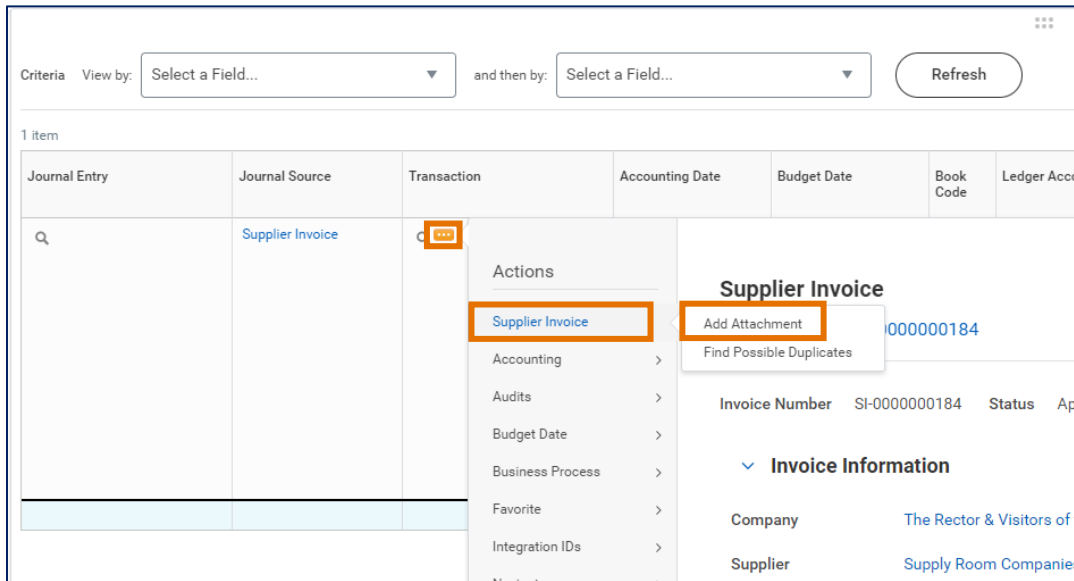 Criteria View by: Select a Field... and then by: Select a Field... Refresh
1 item
Journal Entry Journal Source Transaction Accounting Date Budget Date Book Code Ledger Acc
Supplier Invoice
Actions
Supplier Invoice
Accounting
Audits
Budget Date
Business Process
Favorite
Integration IDs
Supplier Invoice
Add Attachment
Find Possible Duplicates
0000000184
Invoice Number SI-0000000184 Status Ap
Invoice Information
Company The Rector & Visitors of
Supplier Supply Room Companie